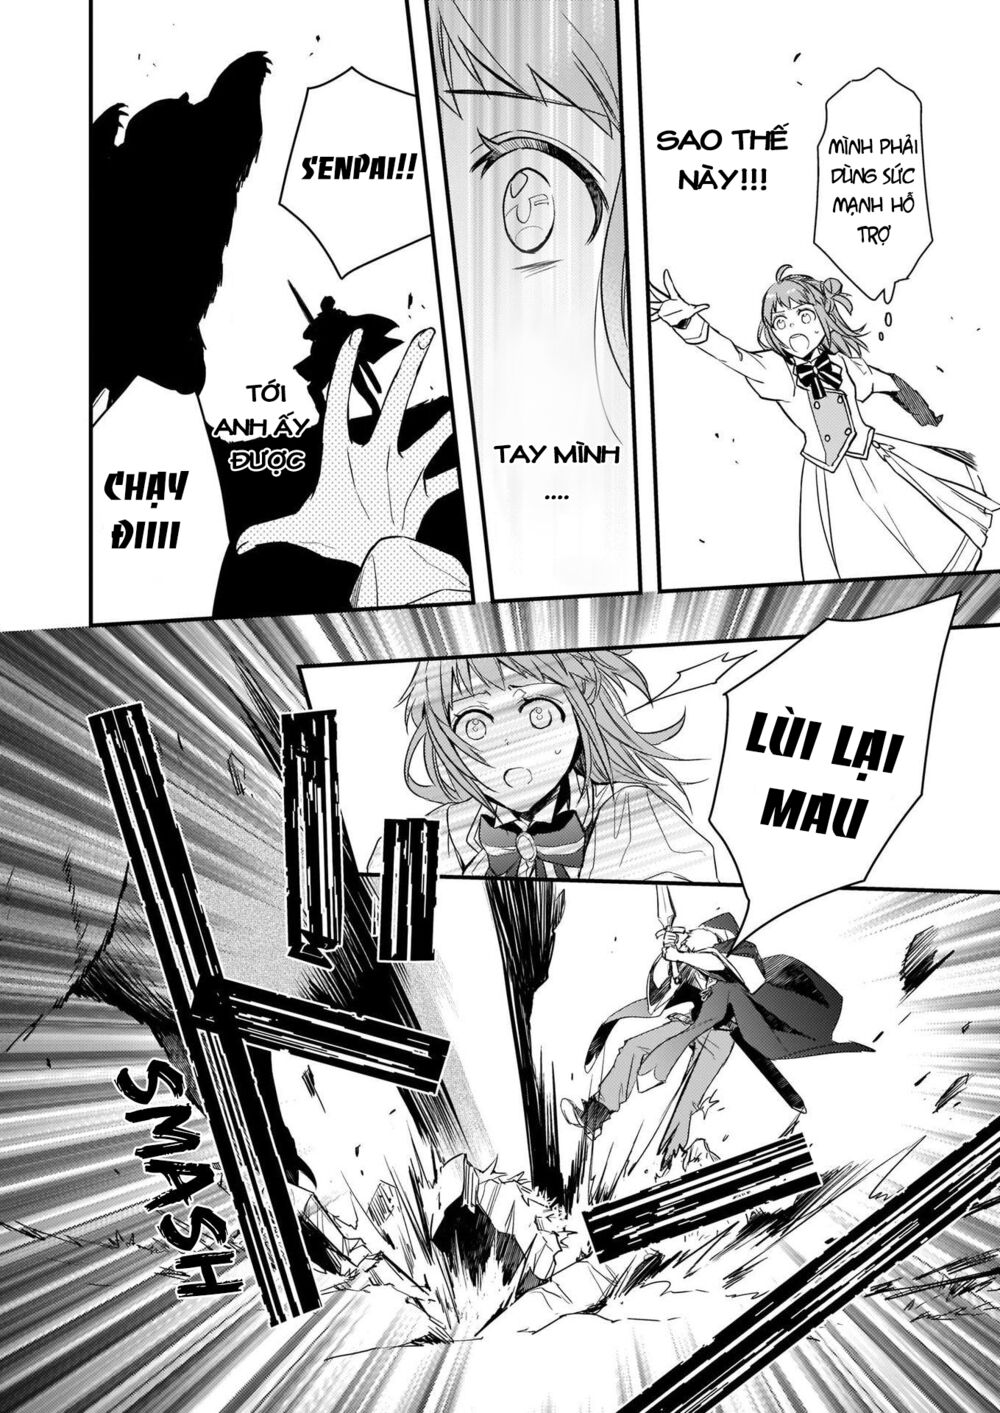 MÌNH PHẢI
DÙNG SỨC
MẠNH HỖ
TRỢ
SAO THẾ
NÀY!!!
TAY MÌNH
....
SENPAI!!
TỚI
ANH ẤY
ĐƯỢC
CHẠY
ĐIIII
LÙI LẠI
MAU
SMASH